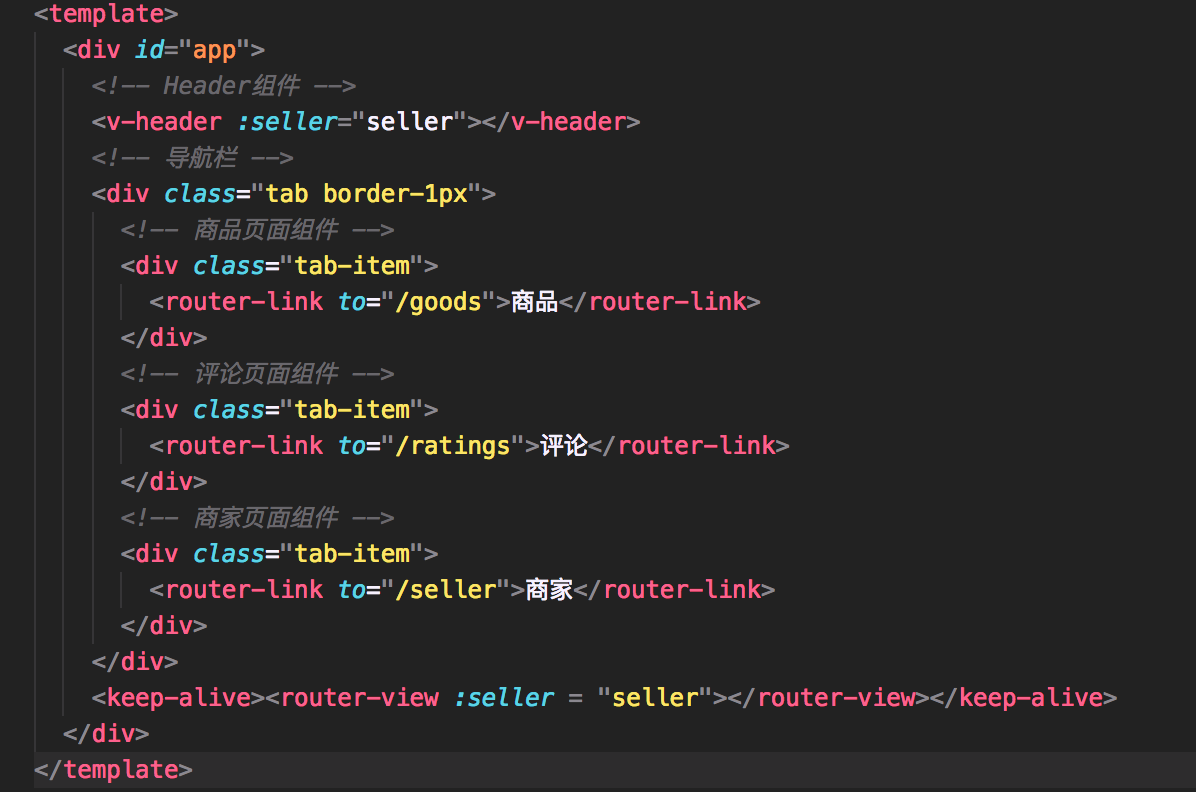 <template>
<div id="app">
<!-- Header组件 -->
<v-header :seller="seller"></v-header>
<!-- 导航栏 -->
<div class="tab border-1px">
<!-- 商品页面组件 -->
<div class="tab-item">
<router-link to="/goods">商品</router-link>
</div>
<!-- 评论页面组件 -->
<div class="tab-item">
<router-link to="/ratings">评论</router-link>
</div>
<!-- 商家页面组件 -->
<div class="tab-item">
<router-link to="/seller">商家</router-link>
</div>
</div>
<keep-alive><router-view :seller = "seller"></router-view></keep-alive>
</div>
</template>